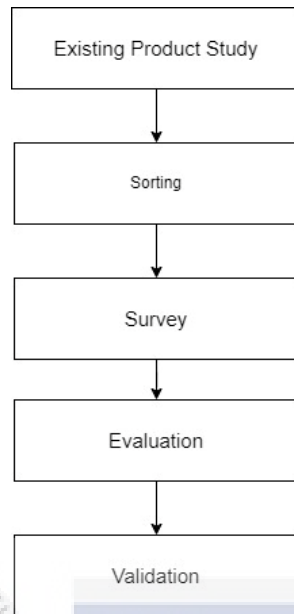 Existing Product Study
Sorting
Survey
Evaluation
Validation